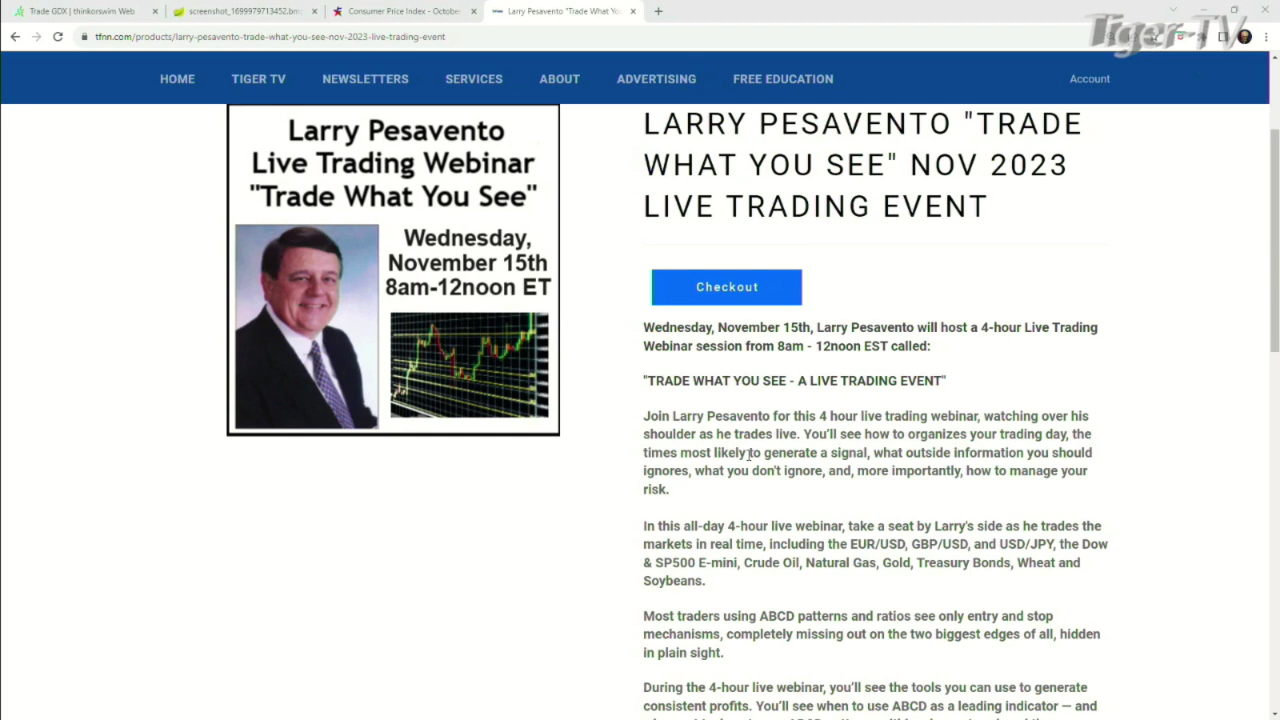 Trade GDX | thinkorswim Web
screenshot_1699979713452.bm
Consumer Price Index - October
Larry Pesavento "Trade What Yo
Tiger-TV
tfnn.com/products/larry-pesavento-trade-what-you-see-nov-2023-live-trading-event
HOME TIGER TV NEWSLETTERS SERVICES ABOUT ADVERTISING FREE EDUCATION Account
Larry Pesavento
Live Trading Webinar
"Trade What You See"
Wednesday,
November 15th
8am-12noon ET
LARRY PESAVENTO "TRADE
WHAT YOU SEE" NOV 2023
LIVE TRADING EVENT
Checkout
Wednesday, November 15th, Larry Pesavento will host a 4-hour Live Trading
Webinar session from 8am - 12noon EST called:
"TRADE WHAT YOU SEE - A LIVE TRADING EVENT"
Join Larry Pesavento for this 4 hour live trading webinar, watching over his
shoulder as he trades live. You'll see how to organizes your trading day, the
times most likely to generate a signal, what outside information you should
ignores, what you don't ignore, and, more importantly, how to manage your
risk.
In this all-day 4-hour live webinar, take a seat by Larry's side as he trades the
markets in real time, including the EUR/USD, GBP/USD, and USD/JPY, the Dow
& SP500 E-mini, Crude Oil, Natural Gas, Gold, Treasury Bonds, Wheat and
Soybeans.
Most traders using ABCD patterns and ratios see only entry and stop
mechanisms, completely missing out on the two biggest edges of all, hidden
in plain sight.
During the 4-hour live webinar, you'll see the tools you can use to generate
consistent profits. You'll see when to use ABCD as a leading indicator — and